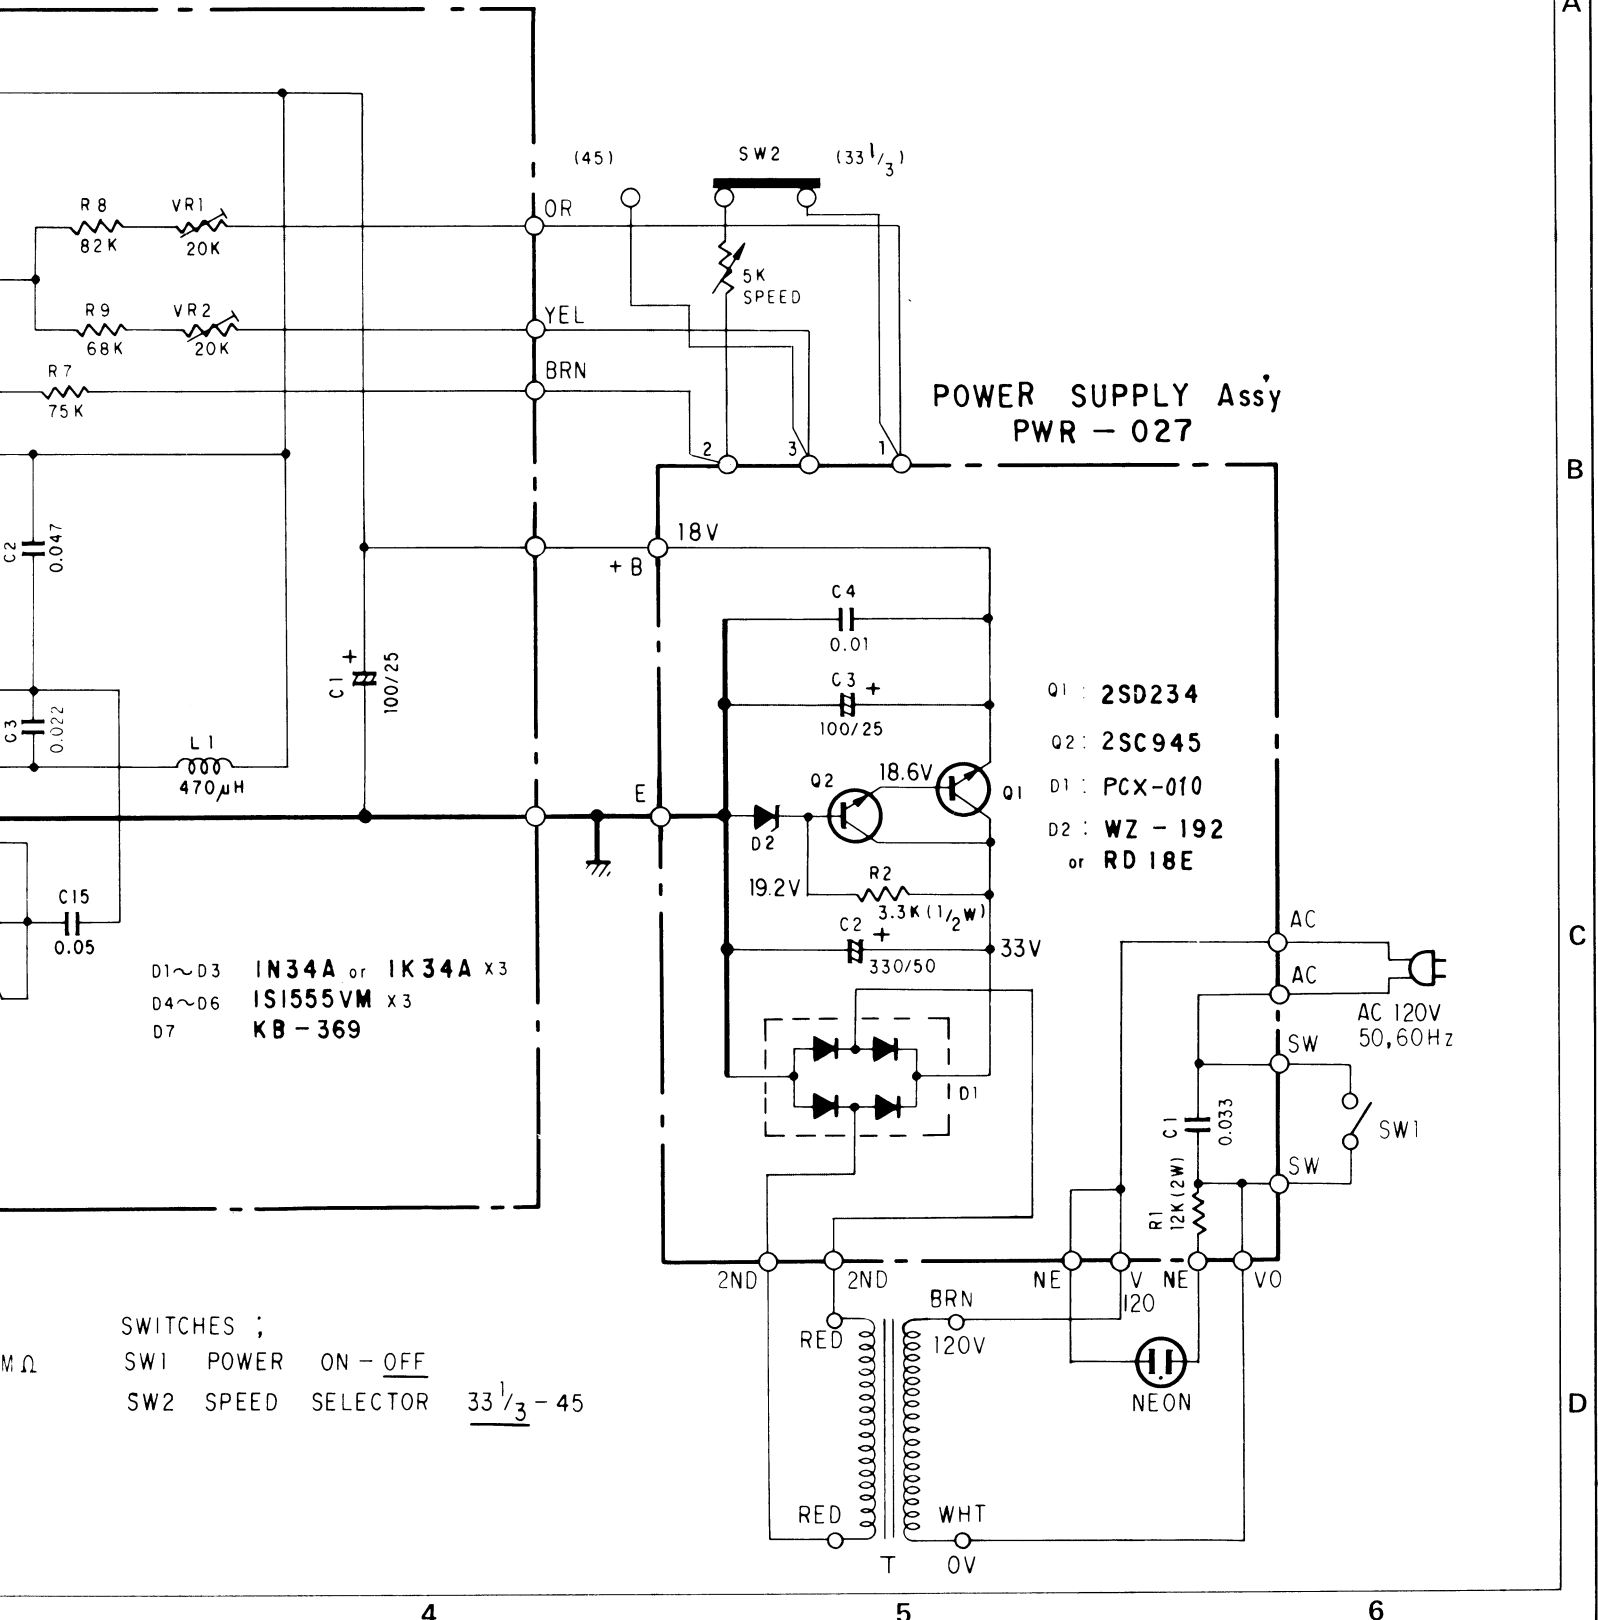 A
(45)
SW2
(33 1/3)
R8
VR1
OR
82K
20K
5K
SPEED
R9
VR2
YEL
68K
20K
R7
BRN
75K
POWER SUPPLY Ass'y
PWR - 027
2
3
1
B
18V
+B
C2
0.047
C4
0.01
C1
+
100/25
C3
+
100/25
Q1 : 2SD234
Q2 : 2SC945
D1 : PCX-010
D2 : WZ - 192
or RD 18E
C3
0.022
L1
470μH
E
Q2
18.6V
Q1
D2
19.2V
R2
3.3K (1/2W)
C15
0.05
C2
+
330/50
33V
AC
C
D1~D3 1N34A or 1K34A x3
D4~D6 1S1555VM x3
D7 KB-369
AC
AC 120V
50,60Hz
SW
D1
C1
0.033
SW1
SW
R1
12K(2W)
2ND
2ND
NE
V
120
NE
VO
BRN
120V
RED
NEON
SWITCHES ;
MΩ
SW1 POWER ON - OFF
SW2 SPEED SELECTOR 33 1/3 - 45
D
RED
WHT
T
0V
4
5
6